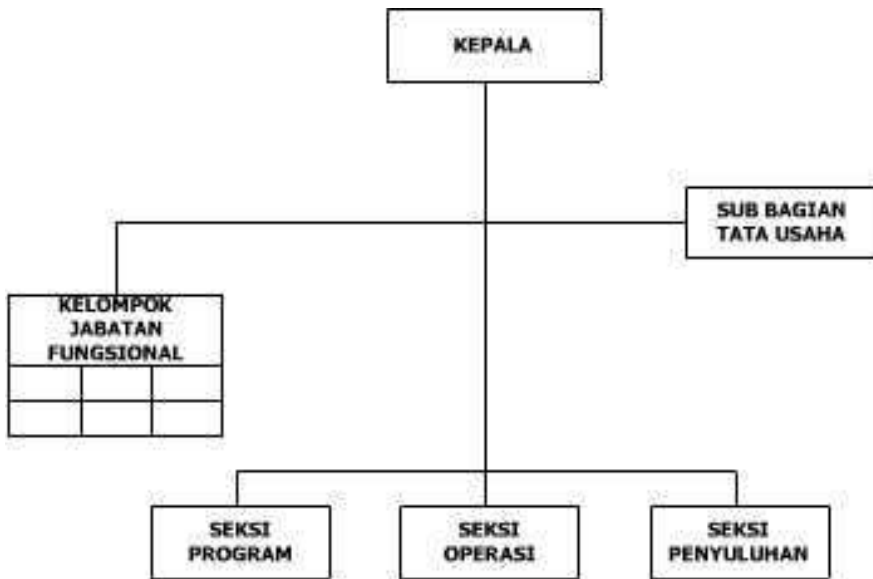 KEPALA
SUB BAGIAN
TATA USAHA
KELOMPOK
JABATAN
FUNGSIONAL
SEKSI
PROGRAM
SEKSI
OPERASI
SEKSI
PENYULUHAN